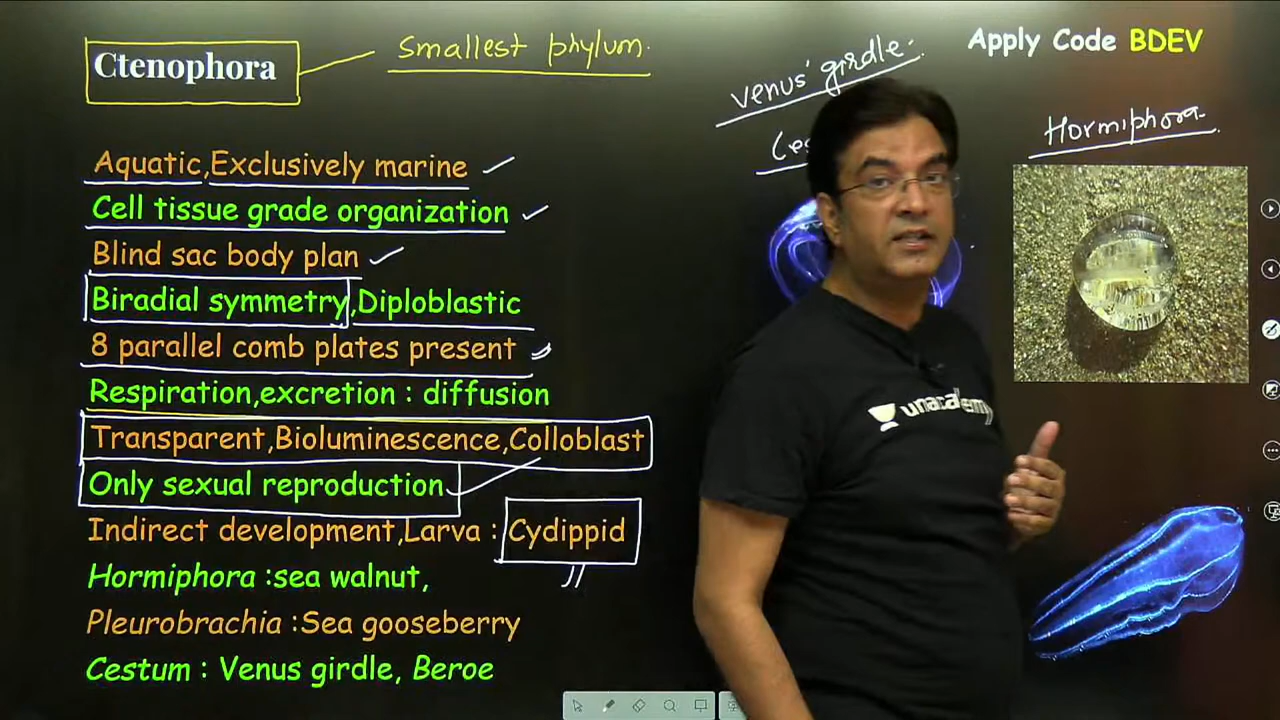 Ctenophora
Smallest phylum.
Venus' girdle.
Apply Code BDEV
Hormiphora.
Aquatic,Exclusively marine
Cell tissue grade organization
Blind sac body plan
Biradial symmetry,Diploblastic
8 parallel comb plates present
Respiration,excretion : diffusion
Transparent,Bioluminescence,Colloblast
Only sexual reproduction
Indirect development,Larva : Cydippid
Hormiphora :sea walnut,
Pleurobrachia :Sea gooseberry
Cestum : Venus girdle, Beroe
unacademy